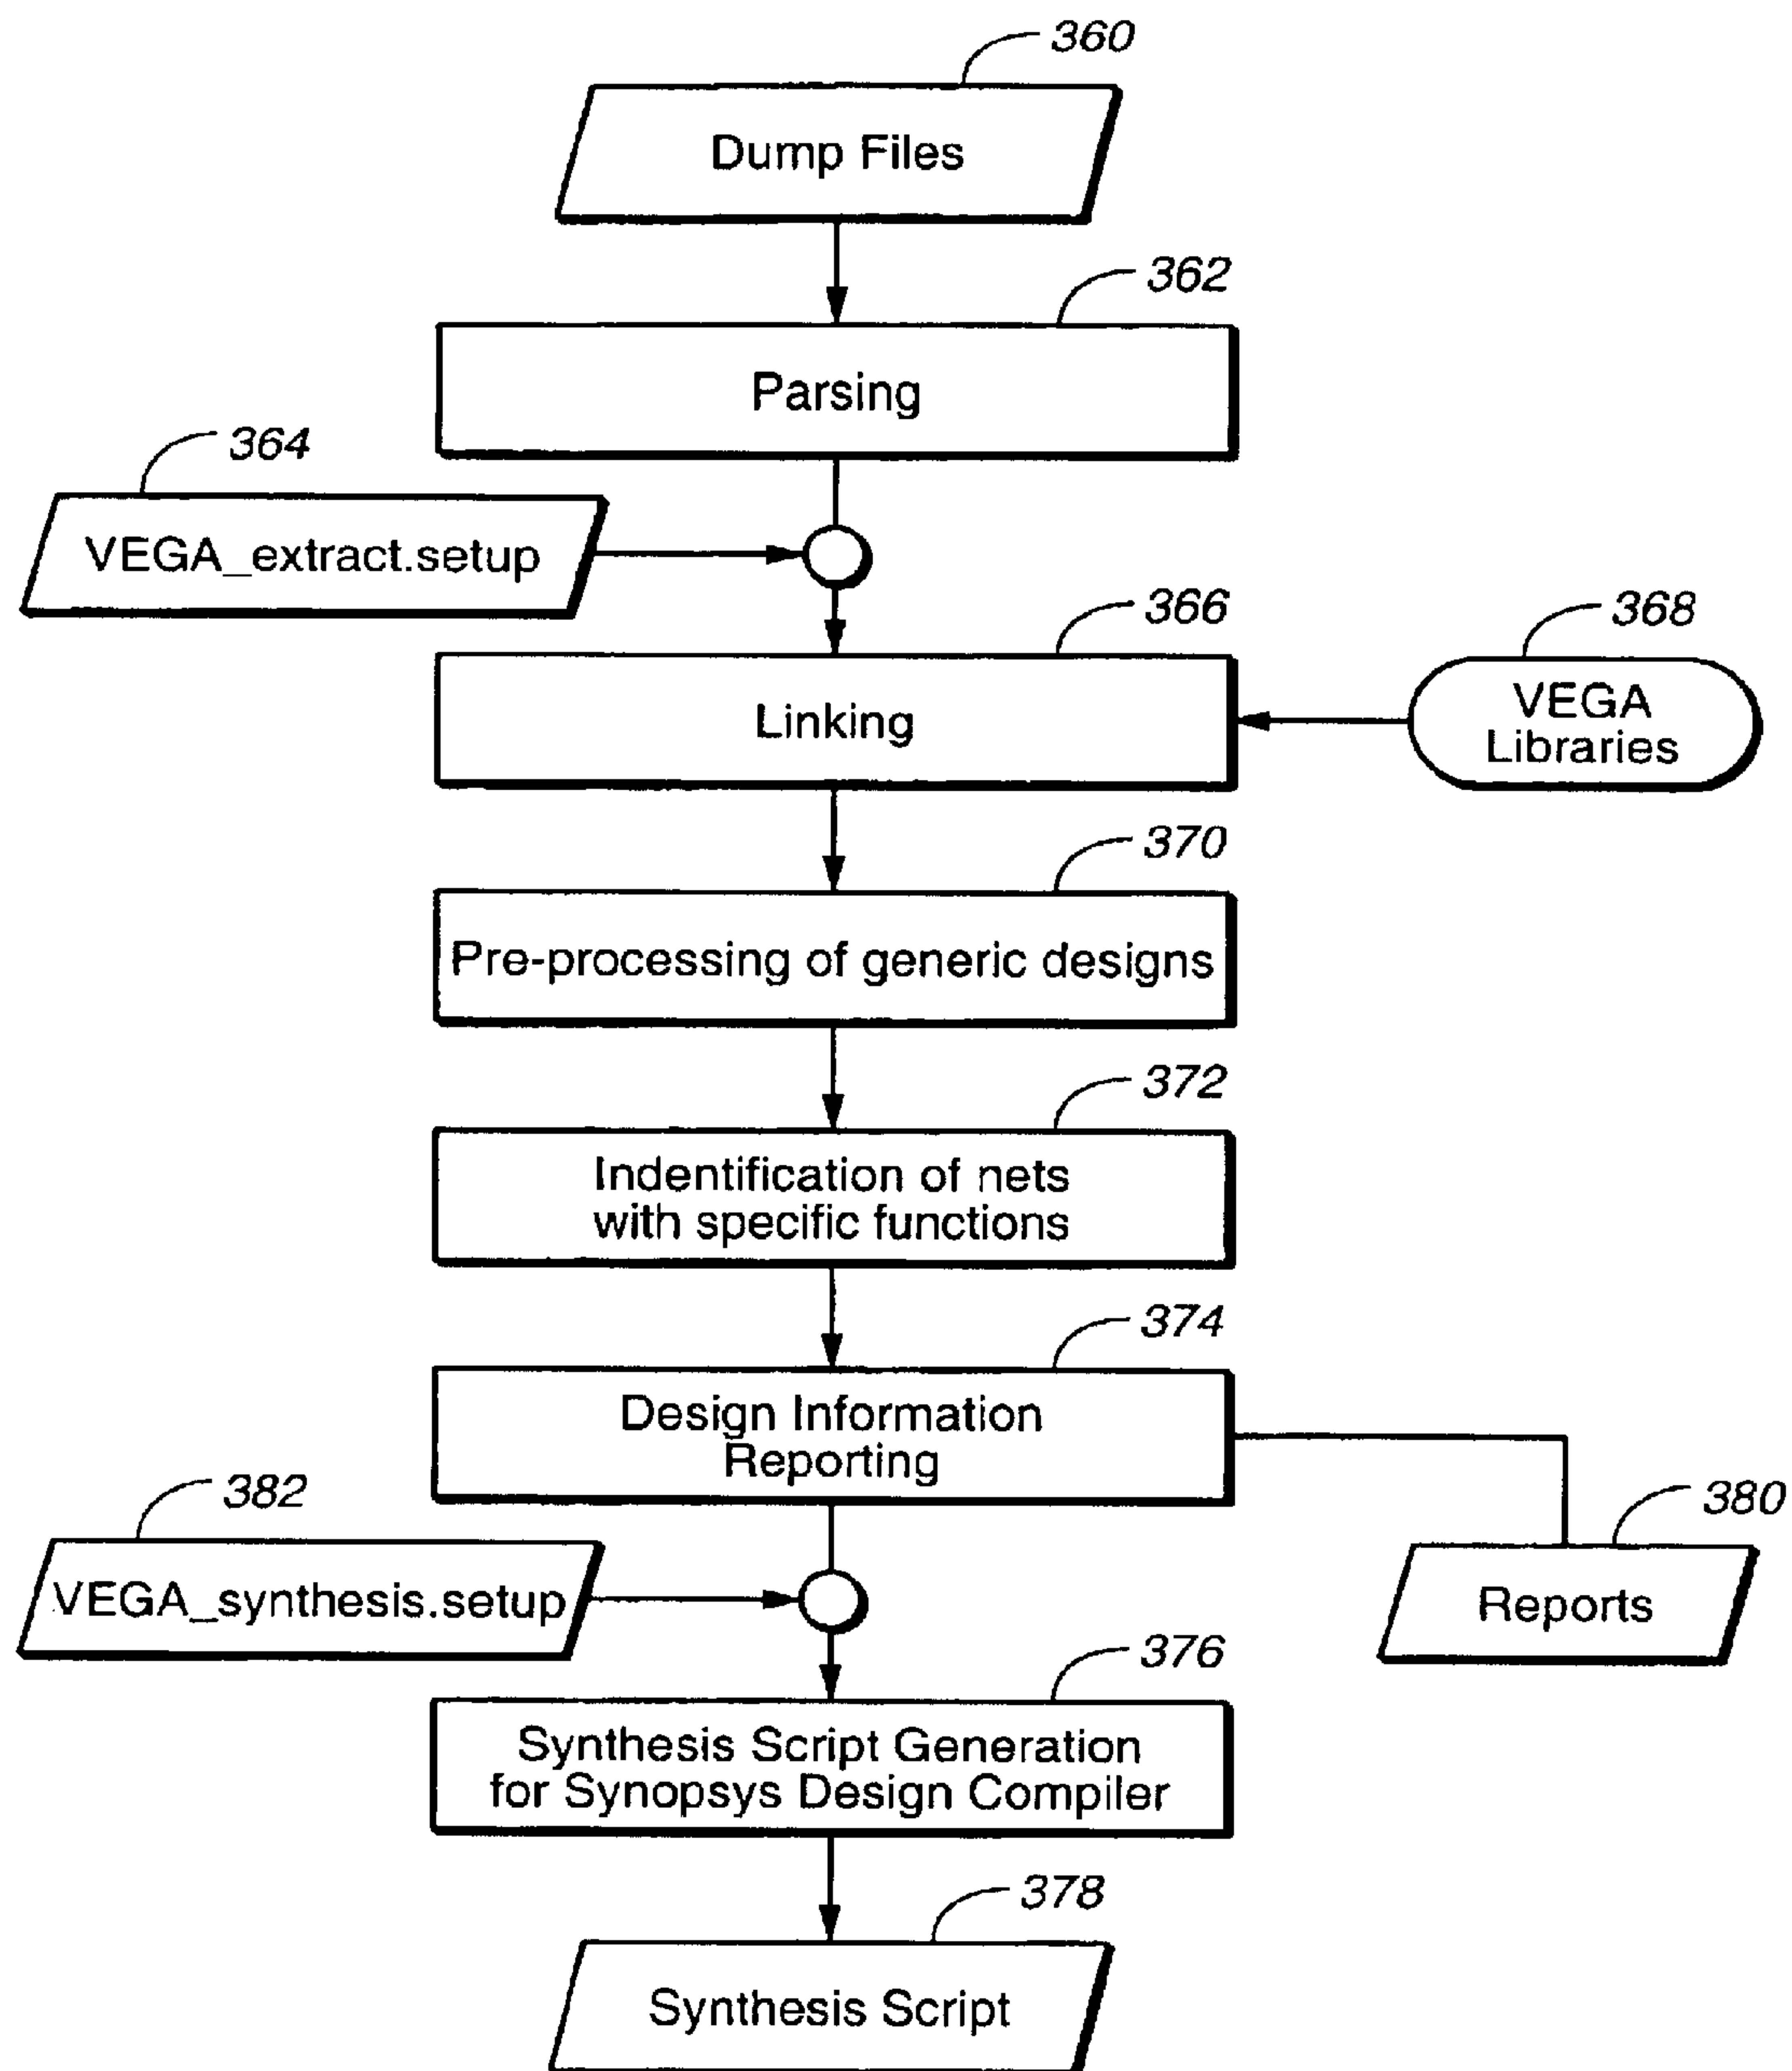 360
Dump Files
362
Parsing
364
VEGA_extract.setup
366
368
Linking
VEGA
Libraries
370
Pre-processing of generic designs
372
Indentification of nets
with specific functions
374
Design Information
Reporting
382
380
VEGA_synthesis.setup
Reports
376
Synthesis Script Generation
for Synopsys Design Compiler
378
Synthesis Script